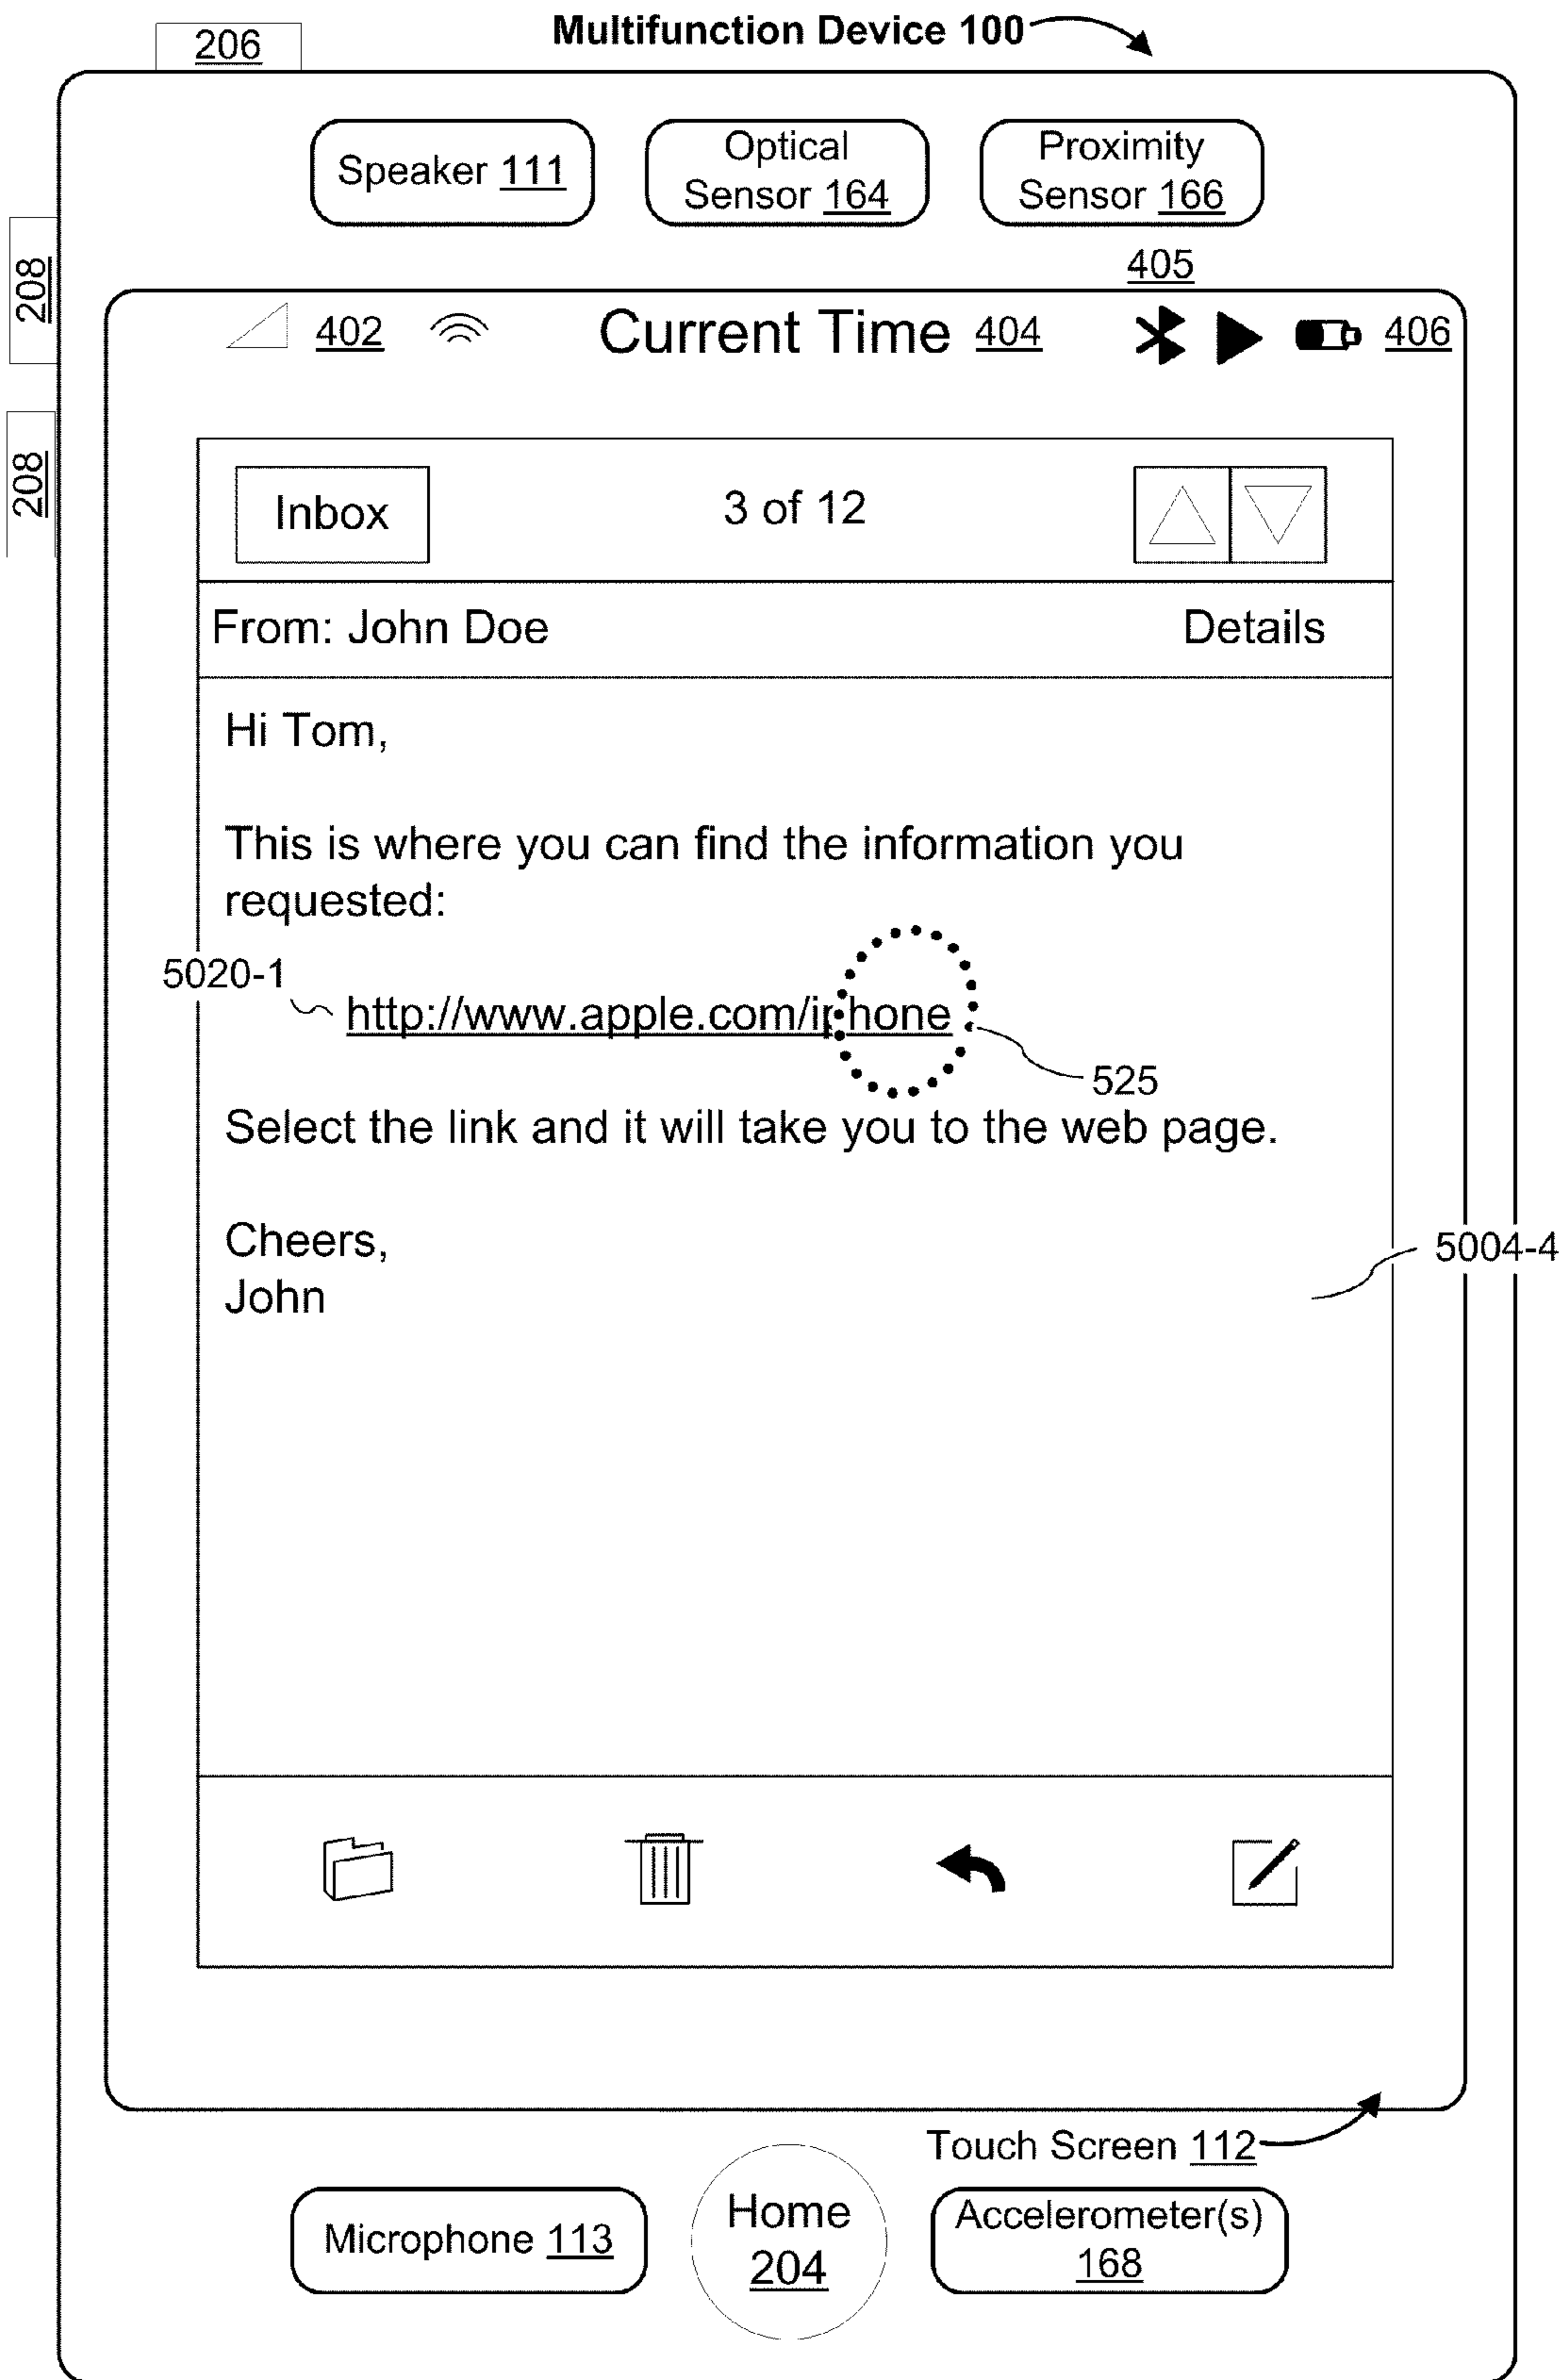 Multifunction Device 100
206
Speaker 111
Optical
Sensor 164
Proximity
Sensor 166
208
405
402
Current Time 404
406
208
Inbox
3 of 12
From: John Doe
Details
Hi Tom,
This is where you can find the information you
requested:
5020-1
http://www.apple.com/iphone
525
Select the link and it will take you to the web page.
Cheers,
5004-4
John
Touch Screen 112
Microphone 113
Home
204
Accelerometer(s)
168